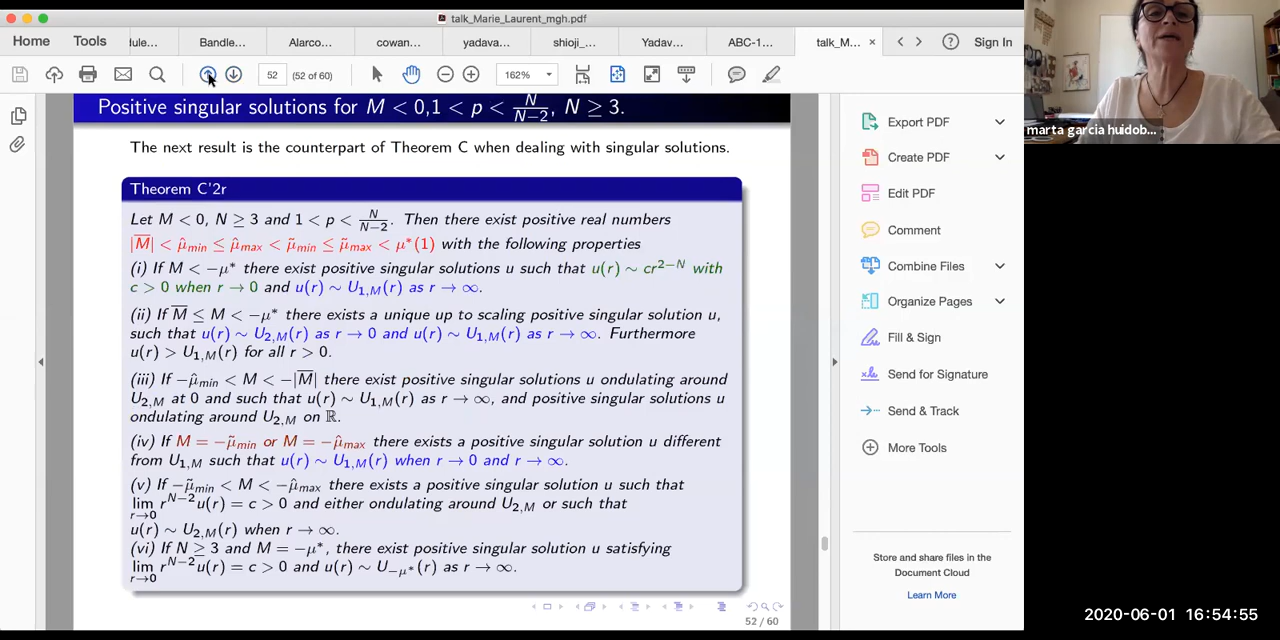 talk_Marie_Laurent_mgh.pdf
Home Tools dule... Bandle... Alarco... cowan... yadava... shioji_... Yadav... ABC-1... talk_M... × Sign In
52 (52 of 60) 162%
Positive singular solutions for M < 0, 1 < p < N/(N−2), N ≥ 3.
The next result is the counterpart of Theorem C when dealing with singular solutions.
Theorem C'2r
Let M < 0, N ≥ 3 and 1 < p < N/(N−2). Then there exist positive real numbers
|M̅| < μ̂min ≤ μ̂max < μ̃min ≤ μ̃max < μ*(1) with the following properties
(i) If M < −μ* there exist positive singular solutions u such that u(r) ∼ cr^{2−N} with
c > 0 when r → 0 and u(r) ∼ U1,M(r) as r → ∞.
(ii) If M̅ ≤ M < −μ* there exists a unique up to scaling positive singular solution u,
such that u(r) ∼ U2,M(r) as r → 0 and u(r) ∼ U1,M(r) as r → ∞. Furthermore
u(r) > U1,M(r) for all r > 0.
(iii) If −μ̂min < M < −|M̅| there exist positive singular solutions u ondulating around
U2,M at 0 and such that u(r) ∼ U1,M(r) as r → ∞, and positive singular solutions u
ondulating around U2,M on ℝ.
(iv) If M = −μ̃min or M = −μ̂max there exists a positive singular solution u different
from U1,M such that u(r) ∼ U1,M(r) when r → 0 and r → ∞.
(v) If −μ̃min < M < −μ̂max there exists a positive singular solution u such that
lim r→0 r^{N−2}u(r) = c > 0 and either ondulating around U2,M or such that
u(r) ∼ U2,M(r) when r → ∞.
(vi) If N ≥ 3 and M = −μ*, there exist positive singular solution u satisfying
lim r→0 r^{N−2}u(r) = c > 0 and u(r) ∼ U−μ*(r) as r → ∞.
52 / 60
Export PDF
Create PDF
Edit PDF
Comment
Combine Files
Organize Pages
Fill & Sign
Send for Signature
Send & Track
More Tools
Store and share files in the
Document Cloud
Learn More
marta garcia huidob...
2020-06-01 16:54:55